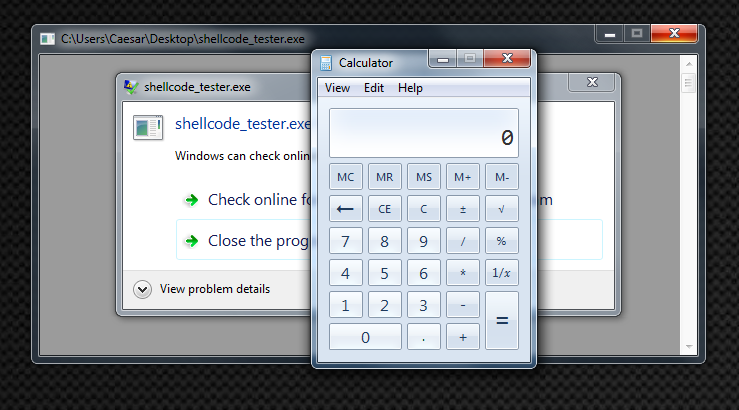 C:\Users\Caesar\Desktop\shellcode_tester.exe
shellcode_tester.exe
shellcode_tester.exe
Windows can check onlin
Check online fo
m
Close the prog
View problem details
Calculator
View Edit Help
0
MC MR MS M+ M-
← CE C ± √
7 8 9 / %
4 5 6 * 1/x
1 2 3 - =
0 . +